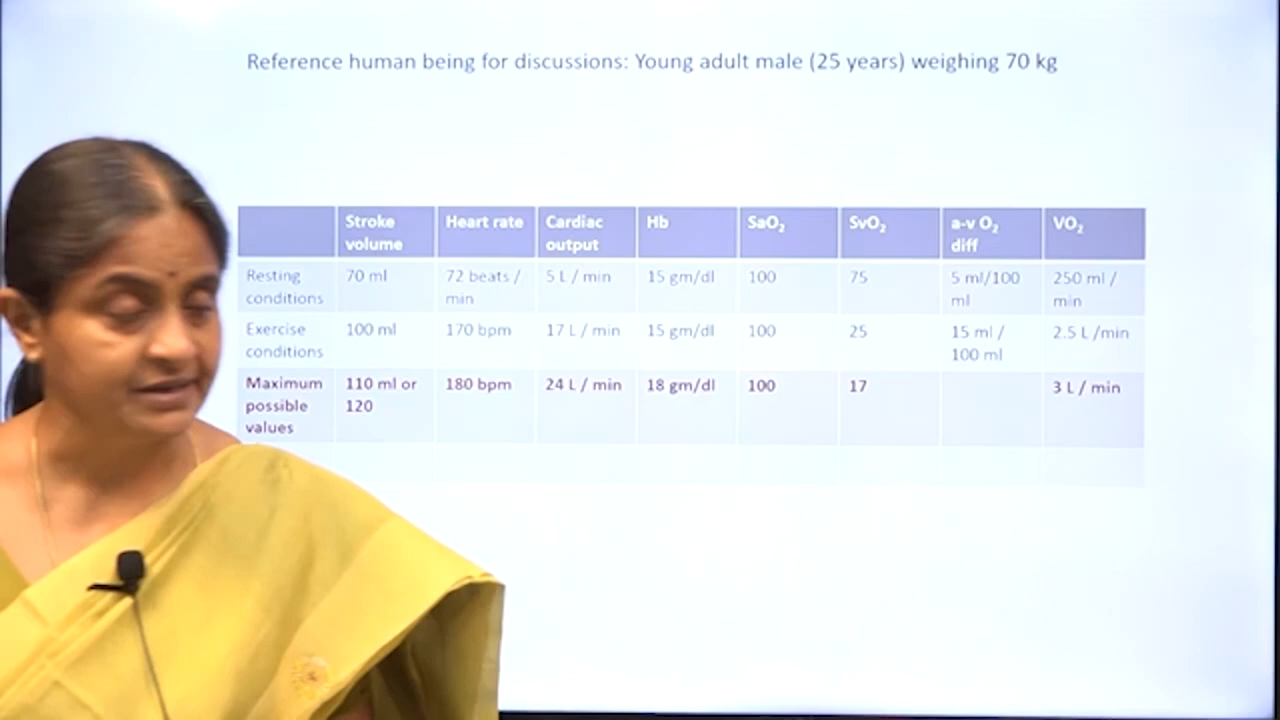 Reference human being for discussions: Young adult male (25 years) weighing 70 kg
Stroke volume Heart rate Cardiac output Hb SaO₂ SvO₂ a-v O₂ diff VO₂
Resting conditions 70 ml 72 beats / min 5 L / min 15 gm/dl 100 75 5 ml/100 ml 250 ml / min
Exercise conditions 100 ml 170 bpm 17 L / min 15 gm/dl 100 25 15 ml / 100 ml 2.5 L /min
Maximum possible values 110 ml or 120 180 bpm 24 L / min 18 gm/dl 100 17 3 L / min